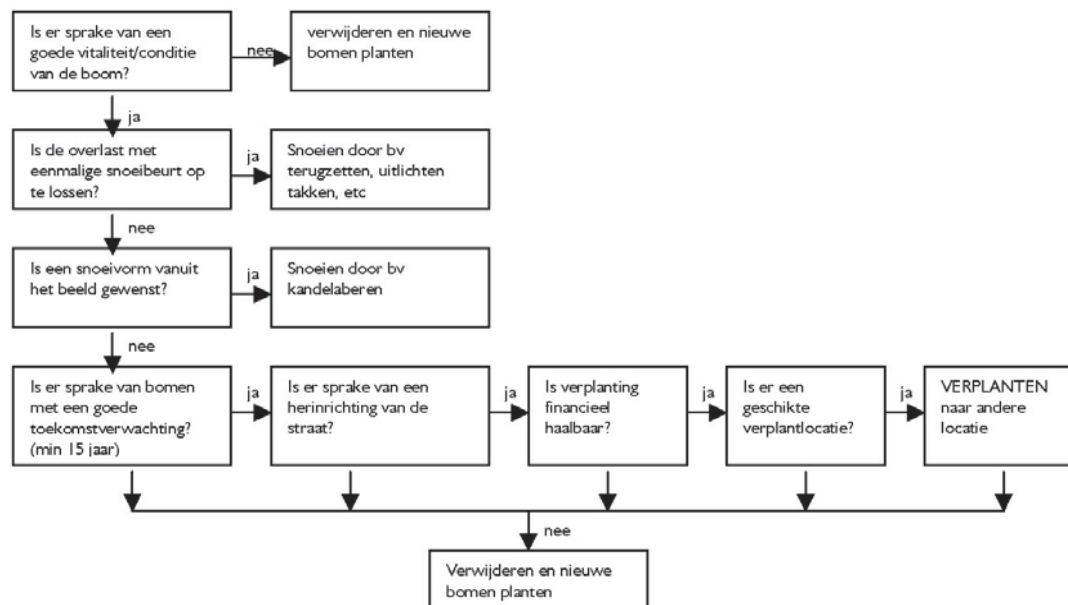 Is er sprake van een
goede vitaliteit/conditie
van de boom?
nee
verwijderen en nieuwe
bomen planten
ja
Is de overlast met
eenmalige snoeibeurt op
te lossen?
ja
Snoeien door bv
terugzetten, uitlichten
takken, etc
nee
Is een snoeivorm vanuit
het beeld gewenst?
ja
Snoeien door bv
kandelaberen
nee
Is er sprake van bomen
met een goede
toekomstverwachting?
(min 15 jaar)
ja
Is er sprake van een
herinrichting van de
straat?
ja
Is verplanting
financieel
haalbaar?
ja
Is er een
geschikte
verplantlocatie?
ja
VERPLANTEN
naar andere
locatie
nee
Verwijderen en nieuwe
bomen planten